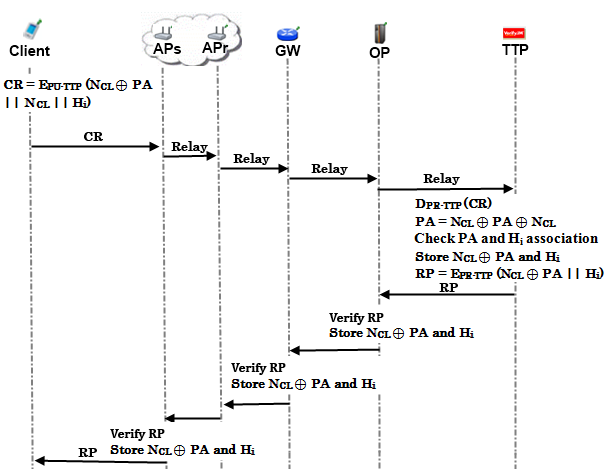 Client
APs
APr
GW
OP
TTP
CR = EPU-TTP (NCL ⊕ PA
|| NCL || Hi)
CR
Relay
Relay
Relay
Relay
DPR-TTP (CR)
PA = NCL ⊕ PA ⊕ NCL
Check PA and Hi association
Store NCL ⊕ PA and Hi
RP = EPR-TTP (NCL ⊕ PA || Hi)
RP
Verify RP
Store NCL ⊕ PA and Hi
Verify RP
Store NCL ⊕ PA and Hi
Verify RP
Store NCL ⊕ PA and Hi
RP